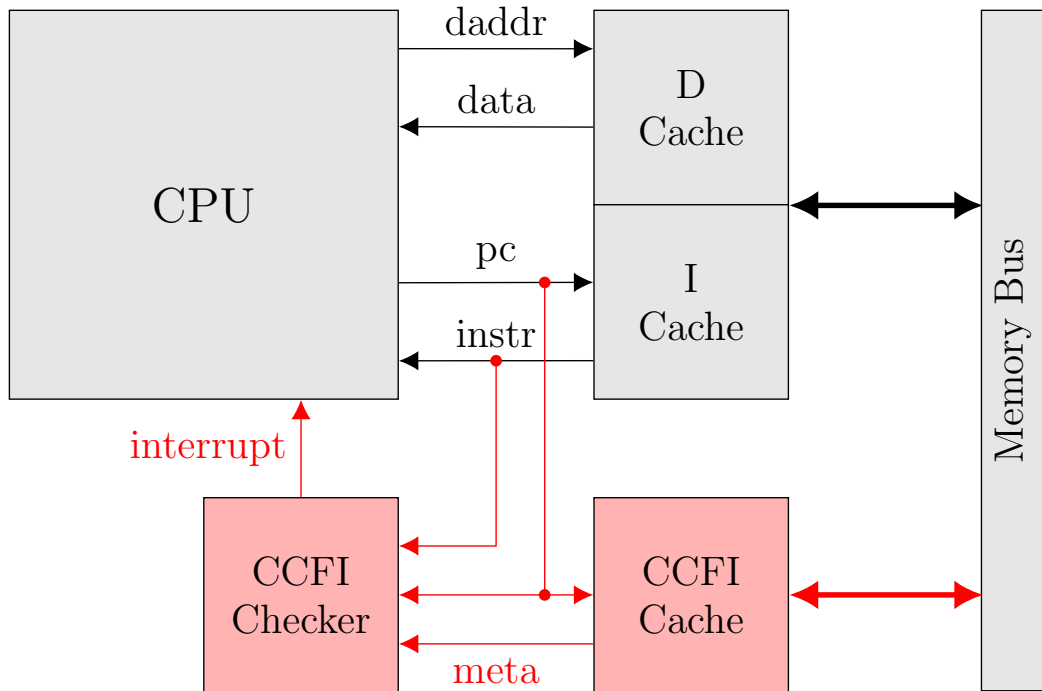 daddr
D
Cache
data
CPU
pc
I
Cache
instr
Memory Bus
interrupt
CCFI
Checker
CCFI
Cache
meta